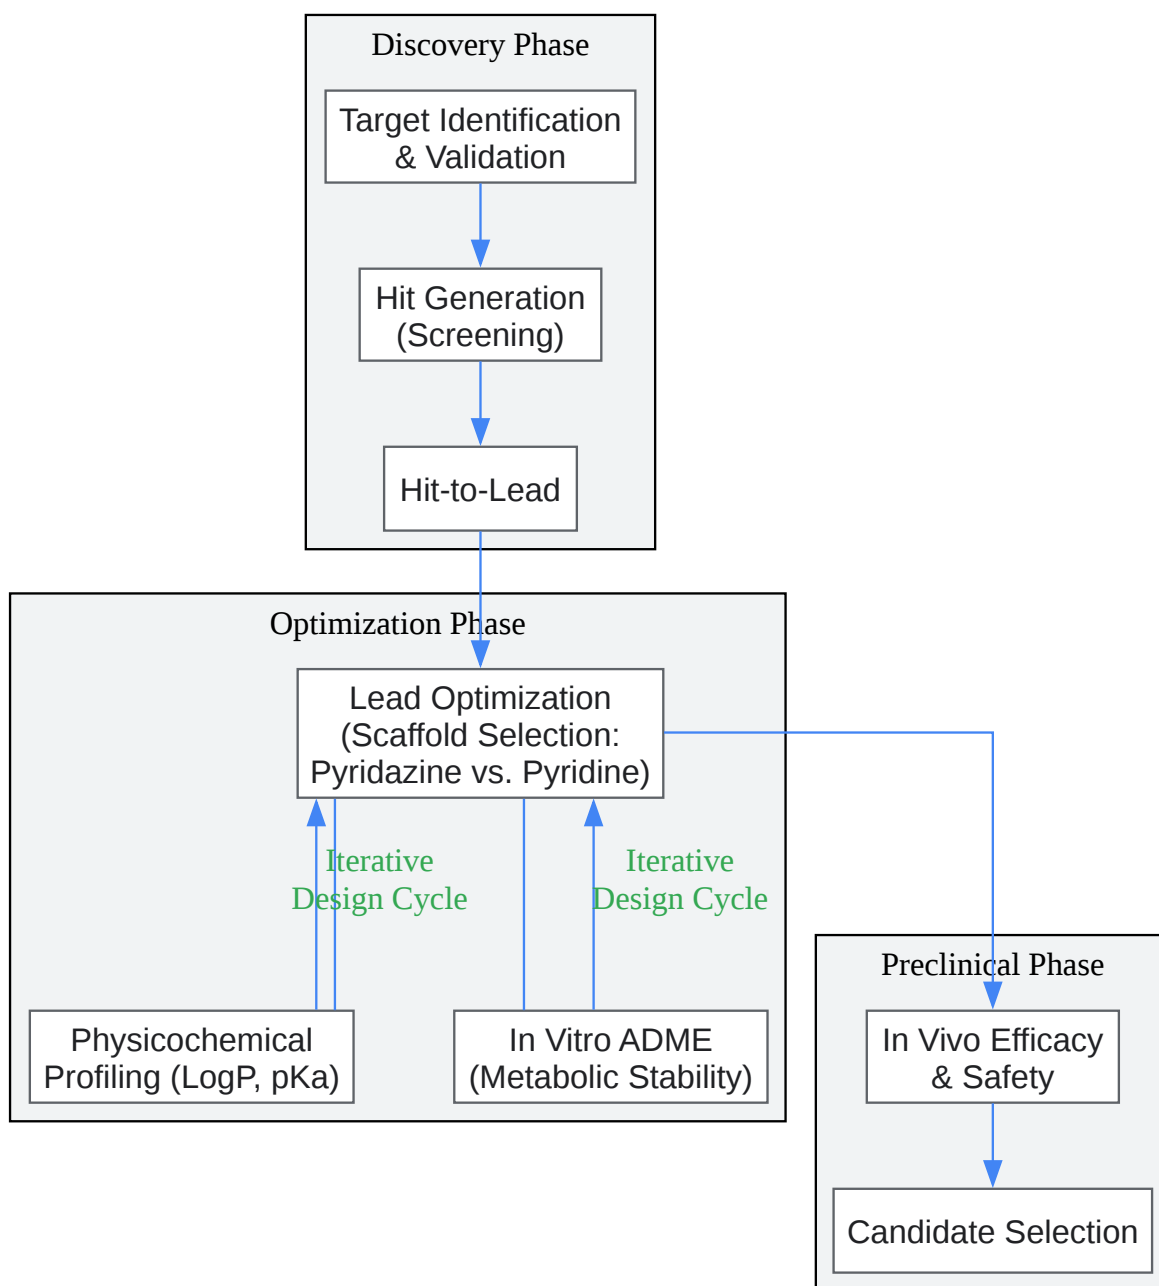 Discovery Phase
Target Identification
& Validation
Hit Generation
(Screening)
Hit-to-Lead
Optimization Phase
Lead Optimization
(Scaffold Selection:
Pyridazine vs. Pyridine)
Iterative
Design Cycle
Iterative
Design Cycle
Physicochemical
Profiling (LogP, pKa)
In Vitro ADME
(Metabolic Stability)
Preclinical Phase
In Vivo Efficacy
& Safety
Candidate Selection